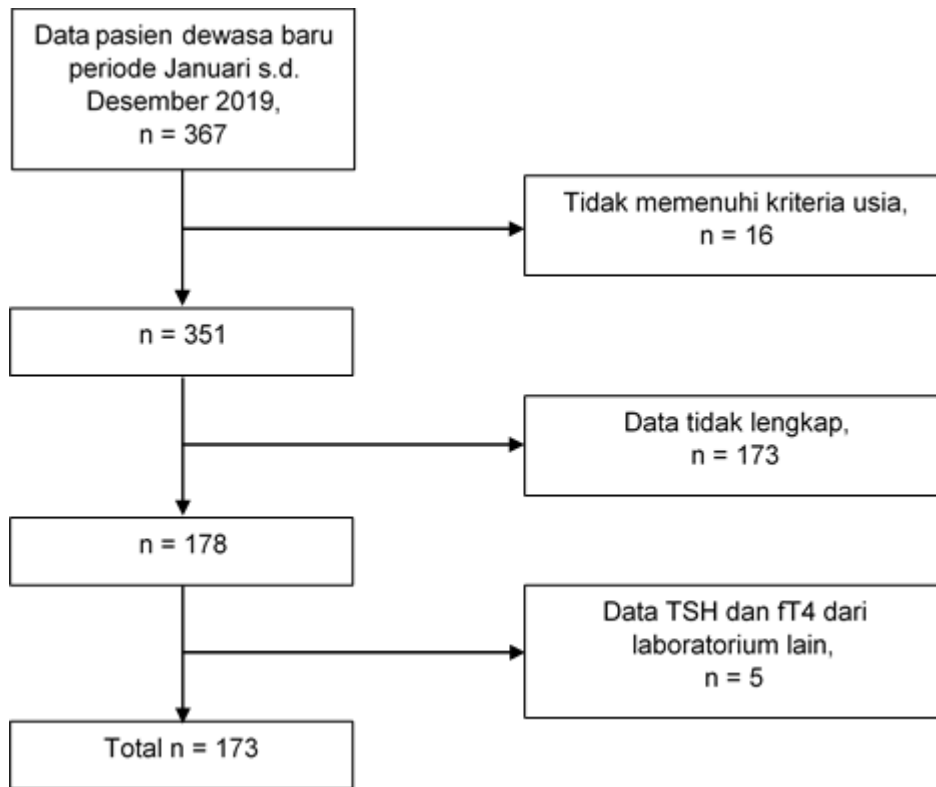 Data pasien dewasa baru
periode Januari s.d.
Desember 2019,
n = 367
Tidak memenuhi kriteria usia,
n = 16
n = 351
Data tidak lengkap,
n = 173
n = 178
Data TSH dan fT4 dari
laboratorium lain,
n = 5
Total n = 173